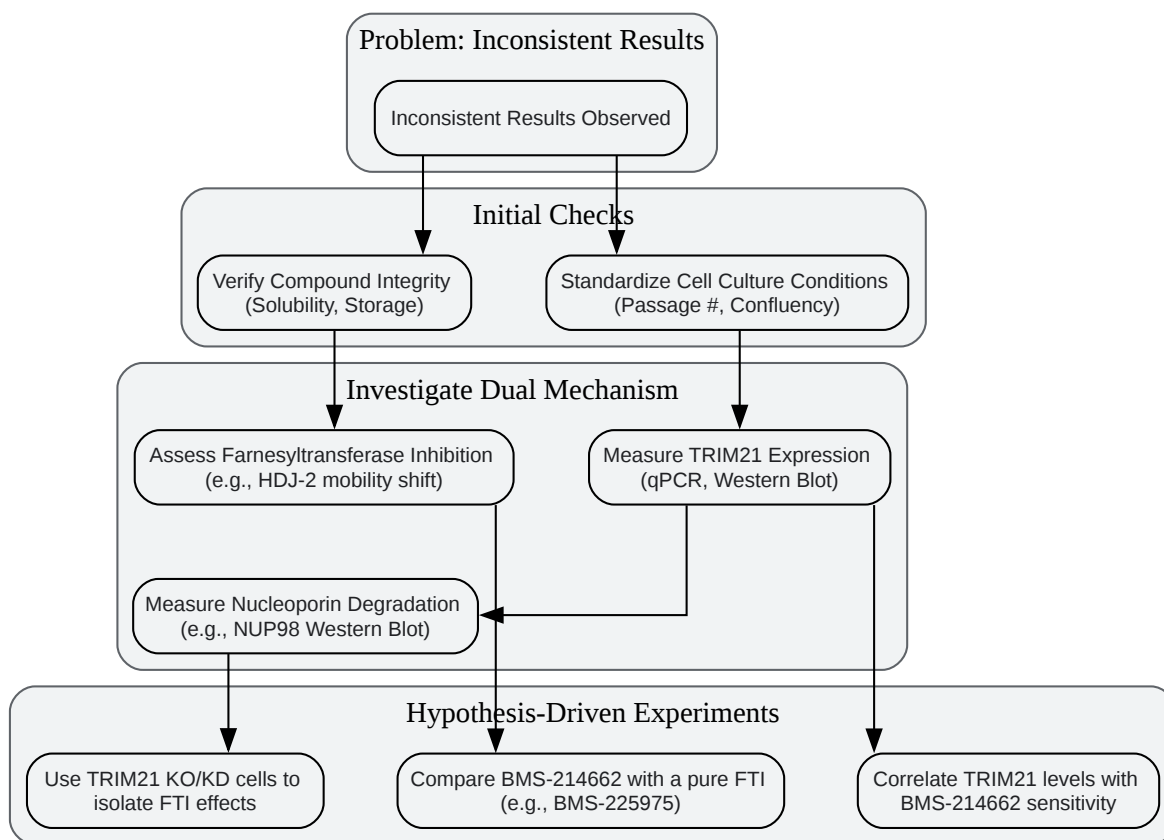 Problem: Inconsistent Results
Inconsistent Results Observed
Initial Checks
Verify Compound Integrity
(Solubility, Storage)
Standardize Cell Culture Conditions
(Passage #, Confluency)
Investigate Dual Mechanism
Assess Farnesyltransferase Inhibition
(e.g., HDJ-2 mobility shift)
Measure TRIM21 Expression
(qPCR, Western Blot)
Measure Nucleoporin Degradation
(e.g., NUP98 Western Blot)
Hypothesis-Driven Experiments
Use TRIM21 KO/KD cells to
isolate FTI effects
Compare BMS-214662 with a pure FTI
(e.g., BMS-225975)
Correlate TRIM21 levels with
BMS-214662 sensitivity